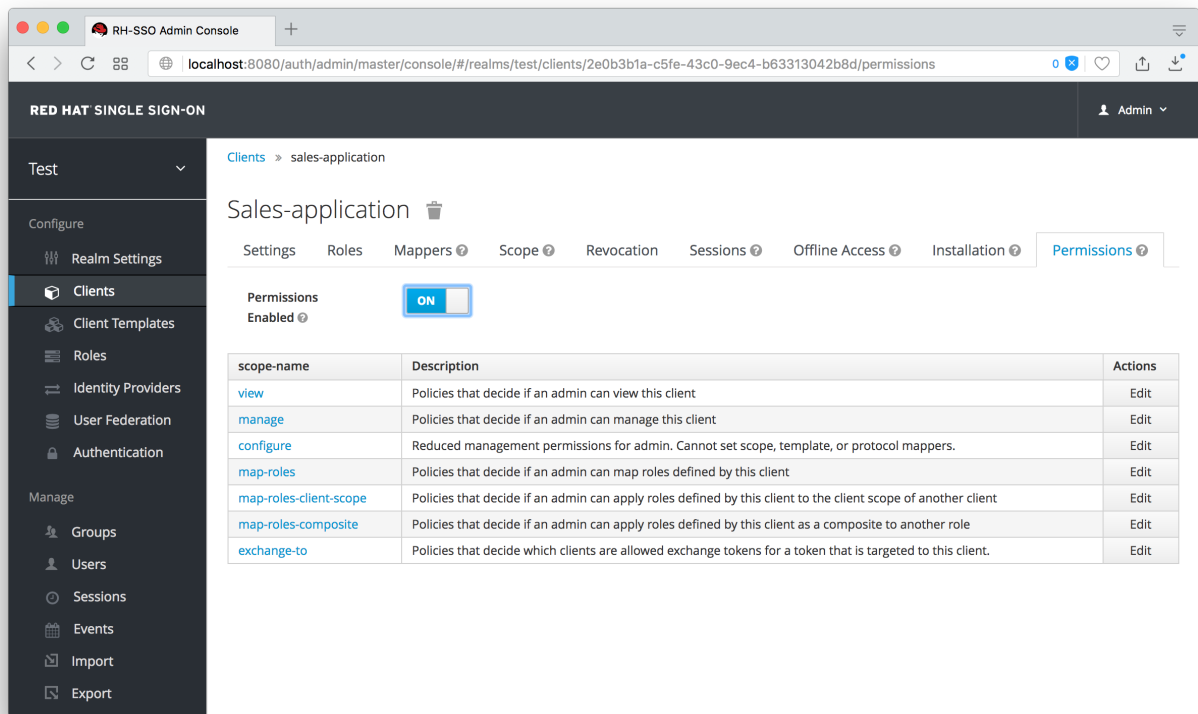 RH-SSO Admin Console
localhost:8080/auth/admin/master/console/#/realms/test/clients/2e0b3b1a-c5fe-43c0-9ec4-b63313042b8d/permissions 0
RED HAT SINGLE SIGN-ON
Admin
Test
Configure
Realm Settings
Clients
Client Templates
Roles
Identity Providers
User Federation
Authentication
Manage
Groups
Users
Sessions
Events
Import
Export
Clients » sales-application
Sales-application
Settings Roles Mappers Scope Revocation Sessions Offline Access Installation Permissions
Permissions
Enabled
ON
scope-name Description Actions
view Policies that decide if an admin can view this client Edit
manage Policies that decide if an admin can manage this client Edit
configure Reduced management permissions for admin. Cannot set scope, template, or protocol mappers. Edit
map-roles Policies that decide if an admin can map roles defined by this client Edit
map-roles-client-scope Policies that decide if an admin can apply roles defined by this client to the client scope of another client Edit
map-roles-composite Policies that decide if an admin can apply roles defined by this client as a composite to another role Edit
exchange-to Policies that decide which clients are allowed exchange tokens for a token that is targeted to this client. Edit